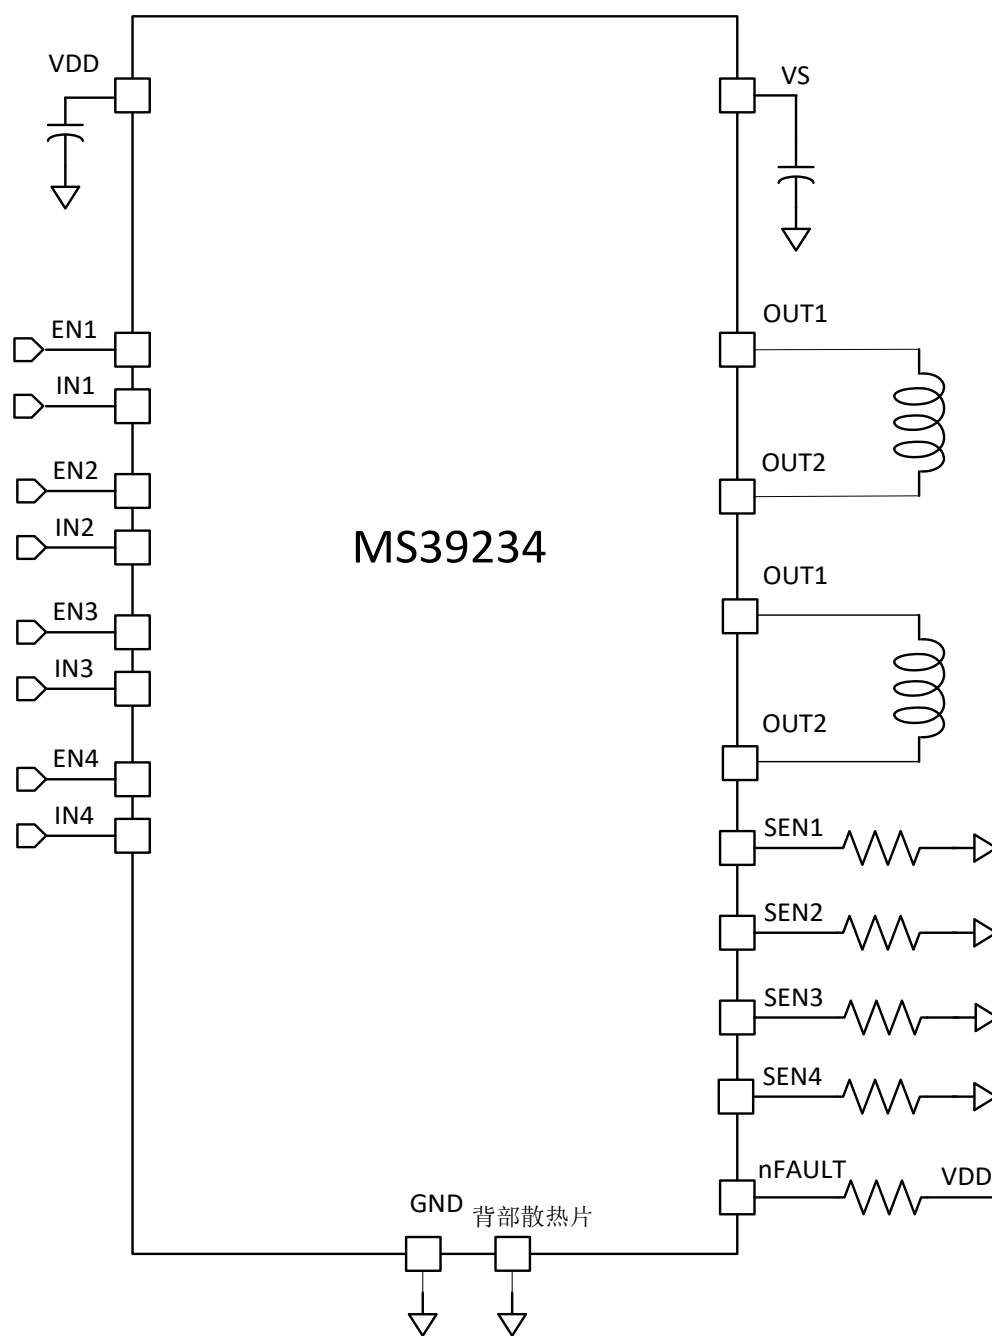 VDD
VS
OUT1
EN1
IN1
OUT2
EN2
IN2
MS39234
OUT1
EN3
IN3
OUT2
EN4
IN4
SEN1
SEN2
SEN3
SEN4
nFAULT
VDD
GND
背部散热片